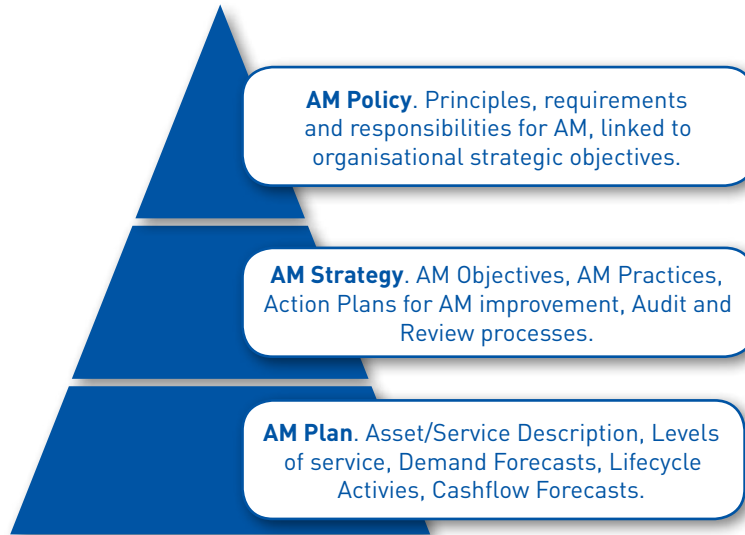 AM Policy. Principles, requirements
and responsibilities for AM, linked to
organisational strategic objectives.
AM Strategy. AM Objectives, AM Practices,
Action Plans for AM improvement, Audit and
Review processes.
AM Plan. Asset/Service Description, Levels
of service, Demand Forecasts, Lifecycle
Activies, Cashflow Forecasts.